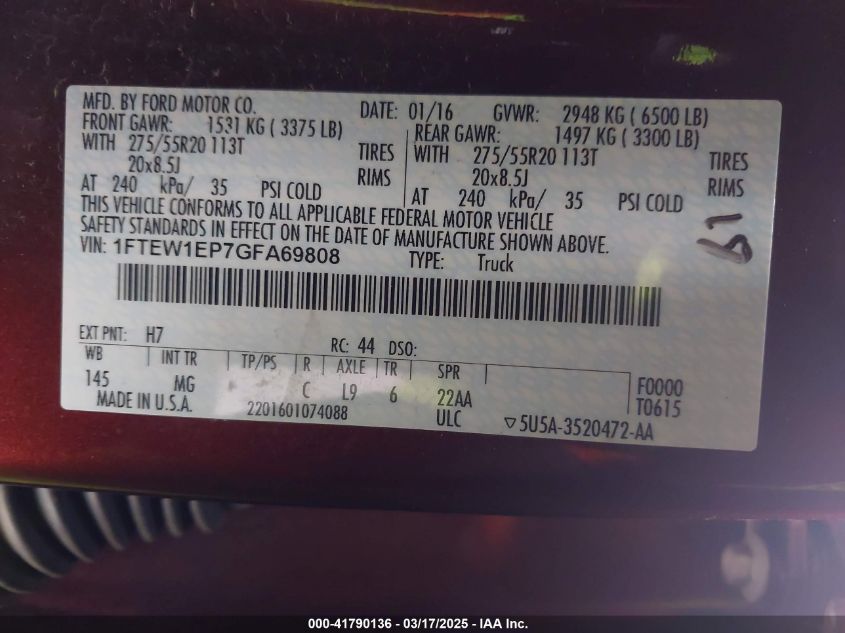 MFD. BY FORD MOTOR CO. DATE: 01/16 GVWR: 2948 KG ( 6500 LB)
FRONT GAWR: 1531 KG ( 3375 LB) REAR GAWR: 1497 KG ( 3300 LB)
WITH 275/55R20 113T TIRES WITH 275/55R20 113T TIRES
20x8.5J RIMS 20x8.5J RIMS
AT 240 kPa/ 35 PSI COLD AT 240 kPa/ 35 PSI COLD
THIS VEHICLE CONFORMS TO ALL APPLICABLE FEDERAL MOTOR VEHICLE
SAFETY STANDARDS IN EFFECT ON THE DATE OF MANUFACTURE SHOWN ABOVE.
VIN: 1FTEW1EP7GFA69808 TYPE: Truck
EXT PNT: H7 RC: 44 DSO:
WB INT TR TP/PS R AXLE TR SPR
145 MG C L9 6 22AA F0000
MADE IN U.S.A. 2201601074088 ULC T0615
▽5U5A-3520472-AA
000-41790136 - 03/17/2025 - IAA Inc.